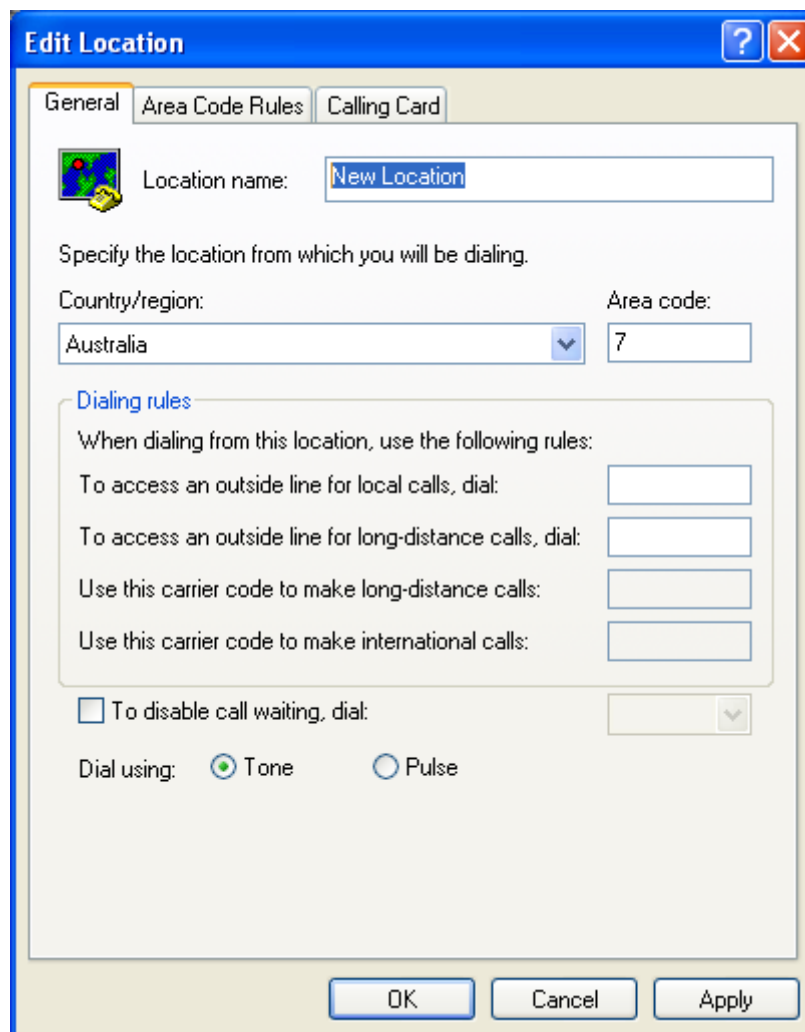 Edit Location
?
General Area Code Rules Calling Card
Location name: New Location
Specify the location from which you will be dialing.
Country/region: Area code:
Australia 7
Dialing rules
When dialing from this location, use the following rules:
To access an outside line for local calls, dial:
To access an outside line for long-distance calls, dial:
Use this carrier code to make long-distance calls:
Use this carrier code to make international calls:
To disable call waiting, dial:
Dial using: Tone Pulse
OK Cancel Apply